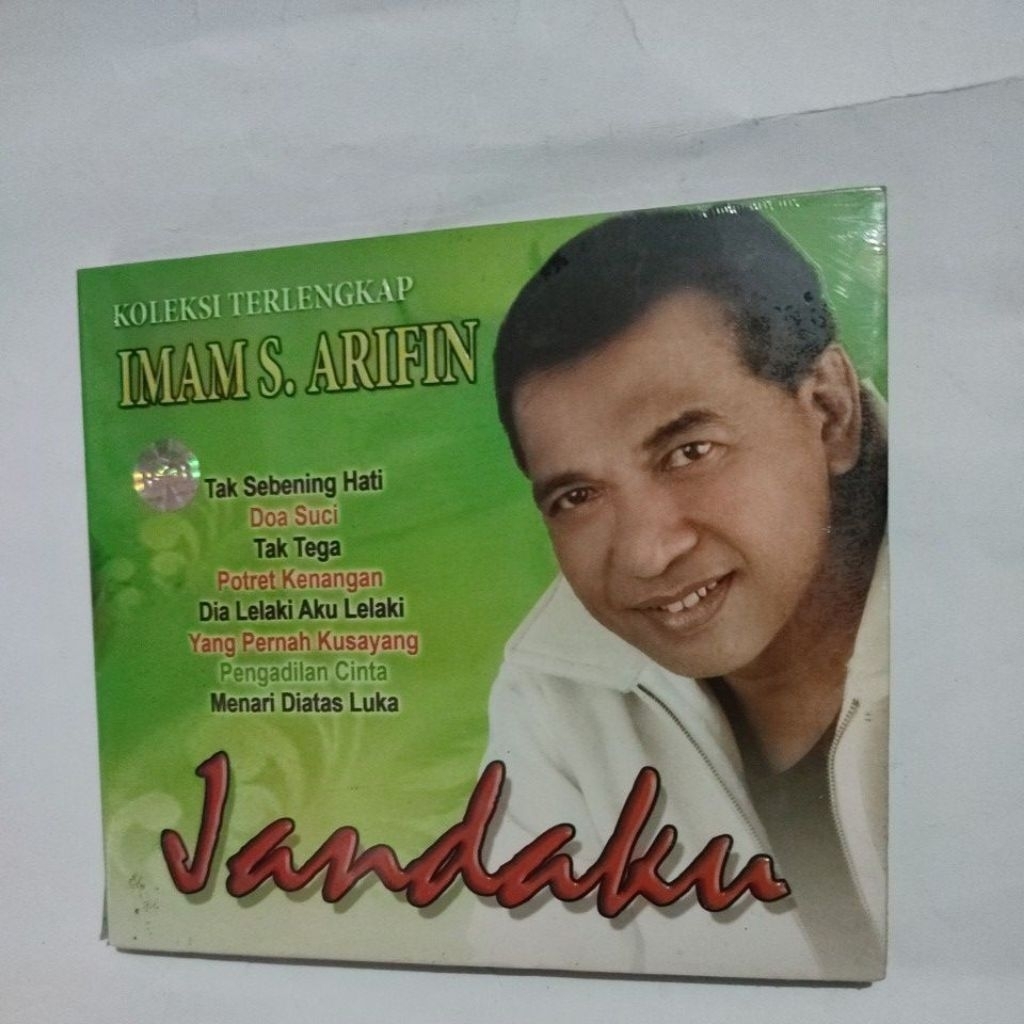 KOLEKSI TERLENGKAP
IMAM S. ARIFIN
Tak Sebening Hati
Doa Suci
Tak Tega
Potret Kenangan
Dia Lelaki Aku Lelaki
Yang Pernah Kusayang
Pengadilan Cinta
Menari Diatas Luka
Jandaku